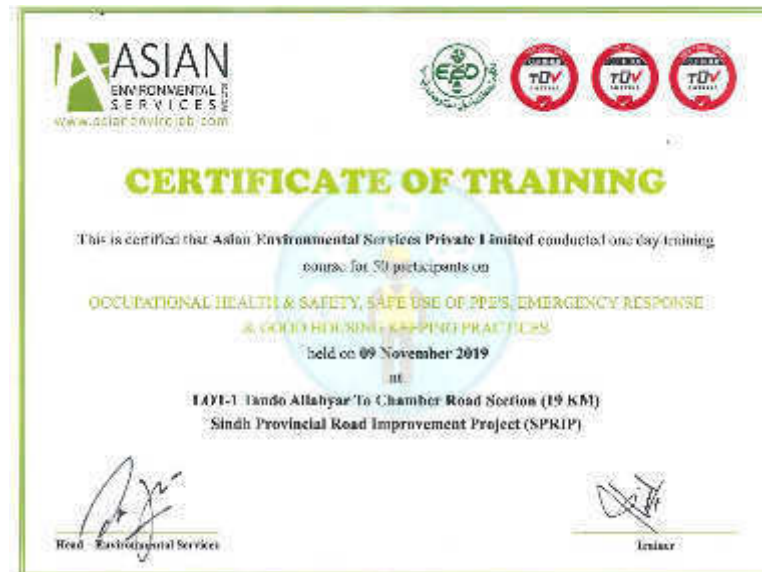 ASIAN
ENVIRONMENTAL
SERVICES
www.asianenvirolab.com
EPD
TÜV
TÜV
TÜV
CERTIFICATE OF TRAINING
This is certified that Asian Environmental Services Private Limited conducted one day training
course for 50 participants on
OCCUPATIONAL HEALTH & SAFETY, SAFE USE OF PPE'S, EMERGENCY RESPONSE
& GOOD HOUSING KEEPING PRACTICES
held on 09 November 2019
at
LOT-1 Tando Allahyar To Chamber Road Section (19 KM)
Sindh Provincial Road Improvement Project (SPRIP)
Head Environmental Services
Trainer